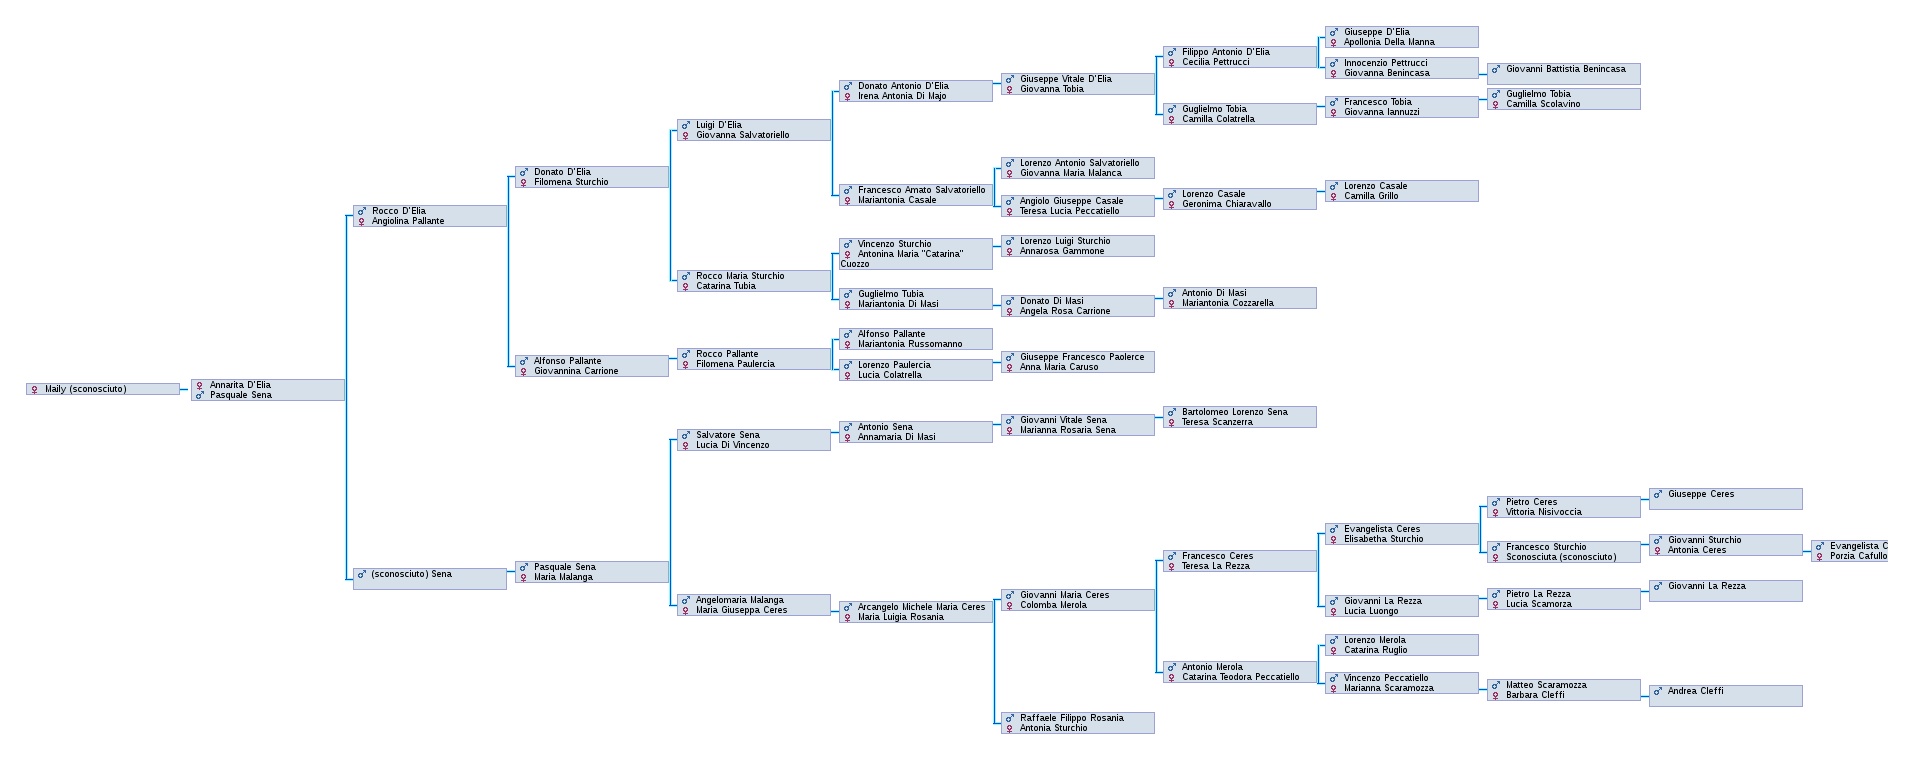 Maily (sconosciuto)
Annarita D'Elia
Pasquale Sena
Rocco D'Elia
Angiolina Pallante
(sconosciuto) Sena
Donato D'Elia
Filomena Sturchio
Alfonso Pallante
Giovannina Carrione
Pasquale Sena
Maria Malanga
Luigi D'Elia
Giovanna Salvatoriello
Rocco Maria Sturchio
Catarina Tubia
Rocco Pallante
Filomena Paulercia
Salvatore Sena
Lucia Di Vincenzo
Angelomaria Malanga
Maria Giuseppa Ceres
Donato Antonio D'Elia
Irena Antonia Di Majo
Francesco Amato Salvatoriello
Mariantonia Casale
Vincenzo Sturchio
Antonina Maria "Catarina"
Cuozzo
Guglielmo Tubia
Mariantonia Di Masi
Alfonso Pallante
Mariantonia Russomanno
Lorenzo Paulercia
Lucia Colatrella
Antonio Sena
Annamaria Di Masi
Arcangelo Michele Maria Ceres
Maria Luigia Rosania
Giuseppe Vitale D'Elia
Giovanna Tobia
Lorenzo Antonio Salvatoriello
Giovanna Maria Malanca
Angiolo Giuseppe Casale
Teresa Lucia Peccatiello
Lorenzo Luigi Sturchio
Annarosa Gammone
Donato Di Masi
Angela Rosa Carrione
Giuseppe Francesco Paolerce
Anna Maria Caruso
Giovanni Vitale Sena
Marianna Rosaria Sena
Giovanni Maria Ceres
Colomba Merola
Raffaele Filippo Rosania
Antonia Sturchio
Filippo Antonio D'Elia
Cecilia Pettrucci
Guglielmo Tobia
Camilla Colatrella
Lorenzo Casale
Geronima Chiaravallo
Antonio Di Masi
Mariantonia Cozzarella
Bartolomeo Lorenzo Sena
Teresa Scanzerra
Francesco Ceres
Teresa La Rezza
Antonio Merola
Catarina Teodora Peccatiello
Giuseppe D'Elia
Apollonia Della Manna
Innocenzio Pettrucci
Giovanna Benincasa
Francesco Tobia
Giovanna Iannuzzi
Lorenzo Casale
Camilla Grillo
Evangelista Ceres
Elisabetha Sturchio
Giovanni La Rezza
Lucia Luongo
Lorenzo Merola
Catarina Ruglio
Vincenzo Peccatiello
Marianna Scaramozza
Giovanni Battistia Benincasa
Guglielmo Tobia
Camilla Scolavino
Pietro Ceres
Vittoria Nisivoccia
Francesco Sturchio
Sconosciuta (sconosciuto)
Pietro La Rezza
Lucia Scamorza
Matteo Scaramozza
Barbara Cleffi
Giuseppe Ceres
Giovanni Sturchio
Antonia Ceres
Giovanni La Rezza
Andrea Cleffi
Evangelista C
Porzia Cafullo